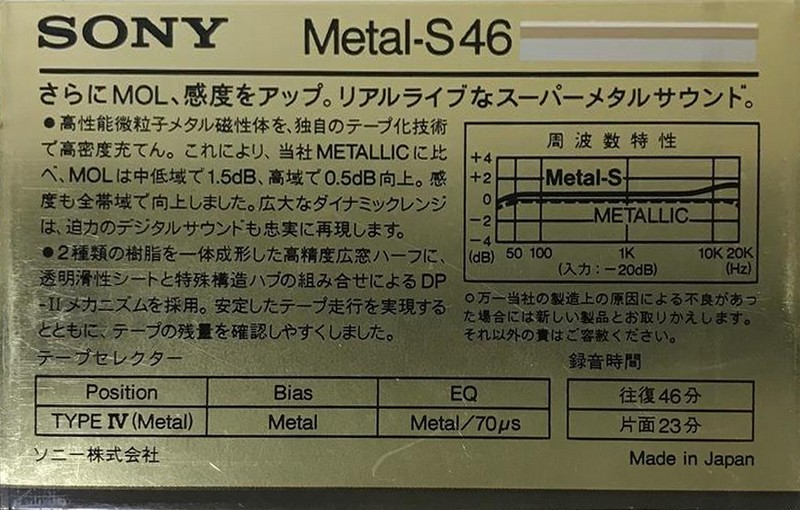 SONY Metal-S46
さらにMOL、感度をアップ。リアルライブなスーパーメタルサウンド。
●高性能微粒子メタル磁性体を、独自のテープ化技術
で高密度充てん。これにより、当社METALLICに比
べ、MOLは中低域で1.5dB、高域で0.5dB向上。感
度も全帯域で向上しました。広大なダイナミックレンジ
は、迫力のデジタルサウンドも忠実に再現します。
●2種類の樹脂を一体成形した高精度広窓ハーフに、
透明滑性シートと特殊構造ハブの組み合せによるDP
-IIメカニズムを採用。安定したテープ走行を実現する
とともに、テープの残量を確認しやすくしました。
周波数特性
+4
+2
0
−2
−4
(dB)
Metal-S
METALLIC
50 100 1K 10K 20K
(入力:−20dB) (Hz)
○万一当社の製造上の原因による不良があっ
た場合には新しい製品とお取りかえします。
それ以外の責はご容赦ください。
テープセレクター
Position Bias EQ
TYPE IV (Metal) Metal Metal/70μs
録音時間
往復46分
片面23分
ソニー株式会社
Made in Japan